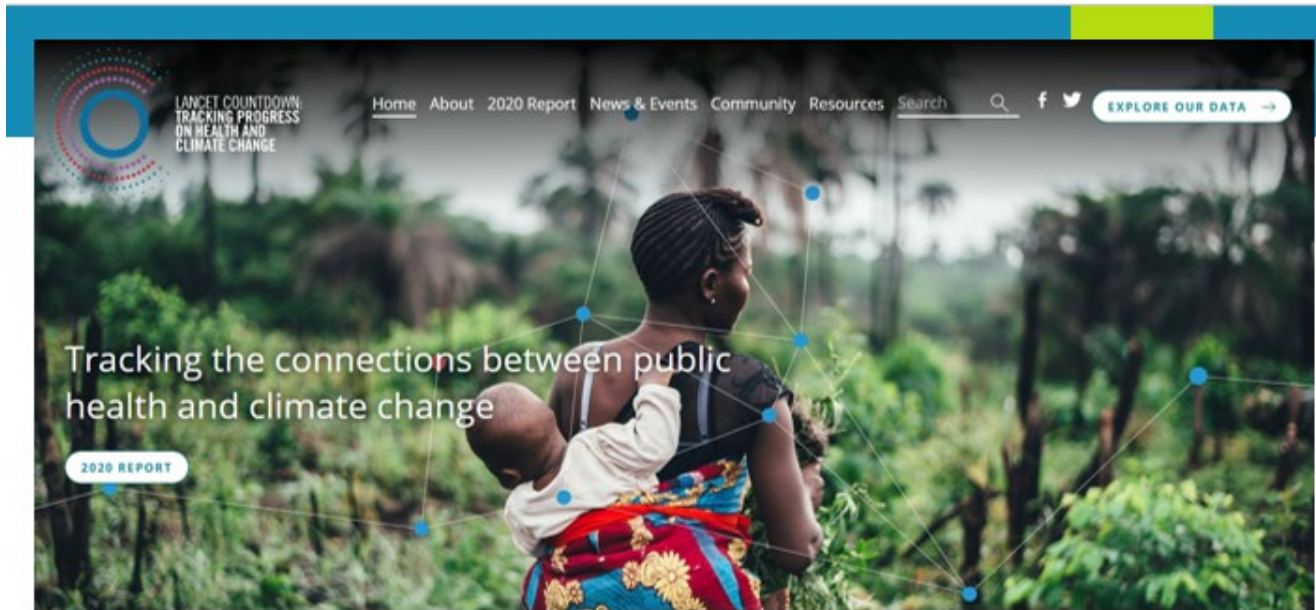 LANCET COUNTDOWN:
TRACKING PROGRESS
ON HEALTH AND
CLIMATE CHANGE
Home About 2020 Report News & Events Community Resources Search f EXPLORE OUR DATA →
Tracking the connections between public
health and climate change
2020 REPORT